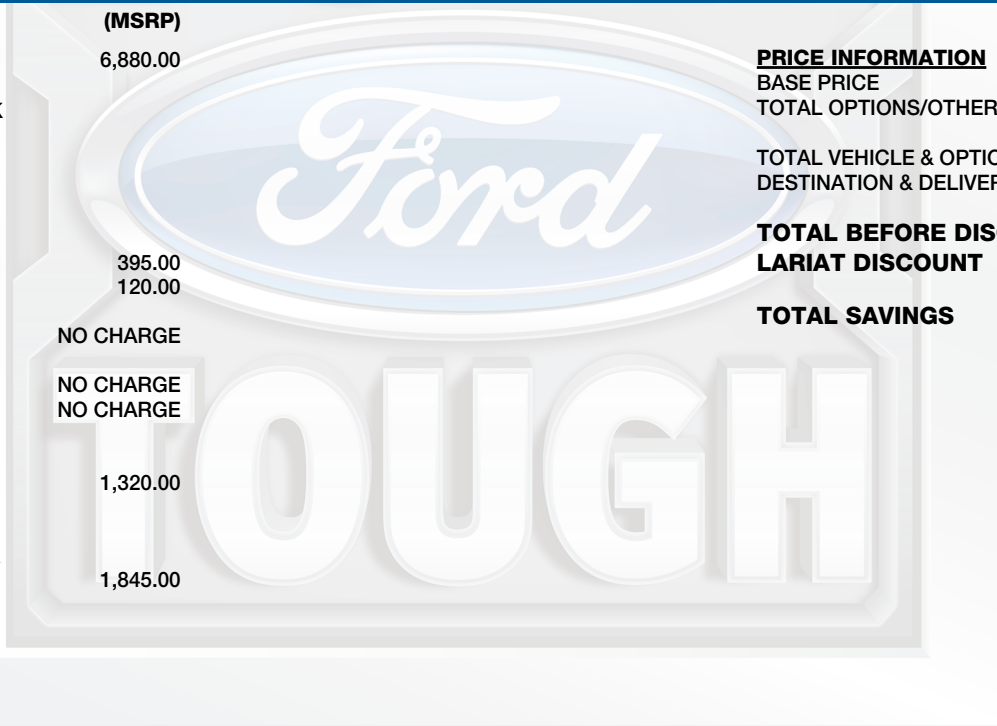 (MSRP)
6,880.00
395.00
120.00
NO CHARGE
NO CHARGE
NO CHARGE
1,320.00
1,845.00
PRICE INFORMATION
BASE PRICE
TOTAL OPTIONS/OTHER
TOTAL VEHICLE & OPTIO
DESTINATION & DELIVER
TOTAL BEFORE DISC
LARIAT DISCOUNT
TOTAL SAVINGS
Ford
TOUGH